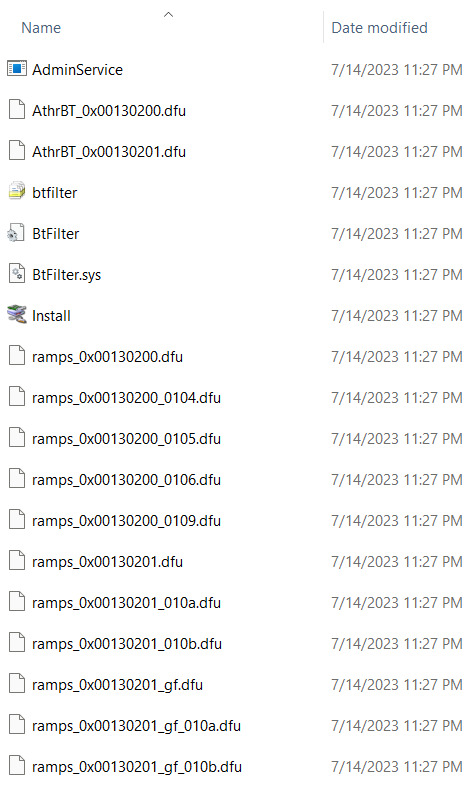 Name Date modified
AdminService 7/14/2023 11:27 PM
AthrBT_0x00130200.dfu 7/14/2023 11:27 PM
AthrBT_0x00130201.dfu 7/14/2023 11:27 PM
btfilter 7/14/2023 11:27 PM
BtFilter 7/14/2023 11:27 PM
BtFilter.sys 7/14/2023 11:27 PM
Install 7/14/2023 11:27 PM
ramps_0x00130200.dfu 7/14/2023 11:27 PM
ramps_0x00130200_0104.dfu 7/14/2023 11:27 PM
ramps_0x00130200_0105.dfu 7/14/2023 11:27 PM
ramps_0x00130200_0106.dfu 7/14/2023 11:27 PM
ramps_0x00130200_0109.dfu 7/14/2023 11:27 PM
ramps_0x00130201.dfu 7/14/2023 11:27 PM
ramps_0x00130201_010a.dfu 7/14/2023 11:27 PM
ramps_0x00130201_010b.dfu 7/14/2023 11:27 PM
ramps_0x00130201_gf.dfu 7/14/2023 11:27 PM
ramps_0x00130201_gf_010a.dfu 7/14/2023 11:27 PM
ramps_0x00130201_gf_010b.dfu 7/14/2023 11:27 PM